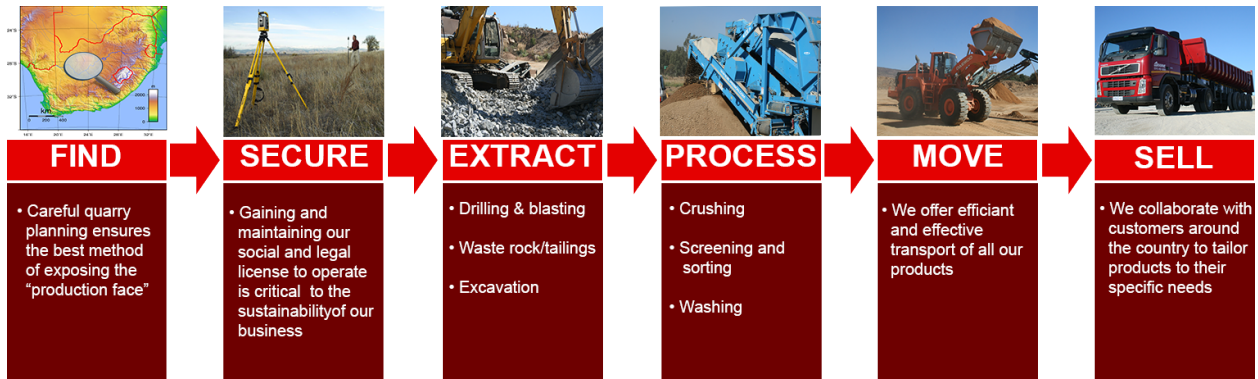 FIND
• Careful quarry
planning ensures
the best method
of exposing the
“production face”
SECURE
• Gaining and
maintaining our
social and legal
license to operate
is critical  to the
sustainabilityof our
business
EXTRACT
• Drilling & blasting
• Waste rock/tailings
• Excavation
PROCESS
• Crushing
• Screening and
sorting
• Washing
MOVE
• We offer efficiant
and effective
transport of all our
products
SELL
• We collaborate with
customers around
the country to tailor
products to their
specific needs
km